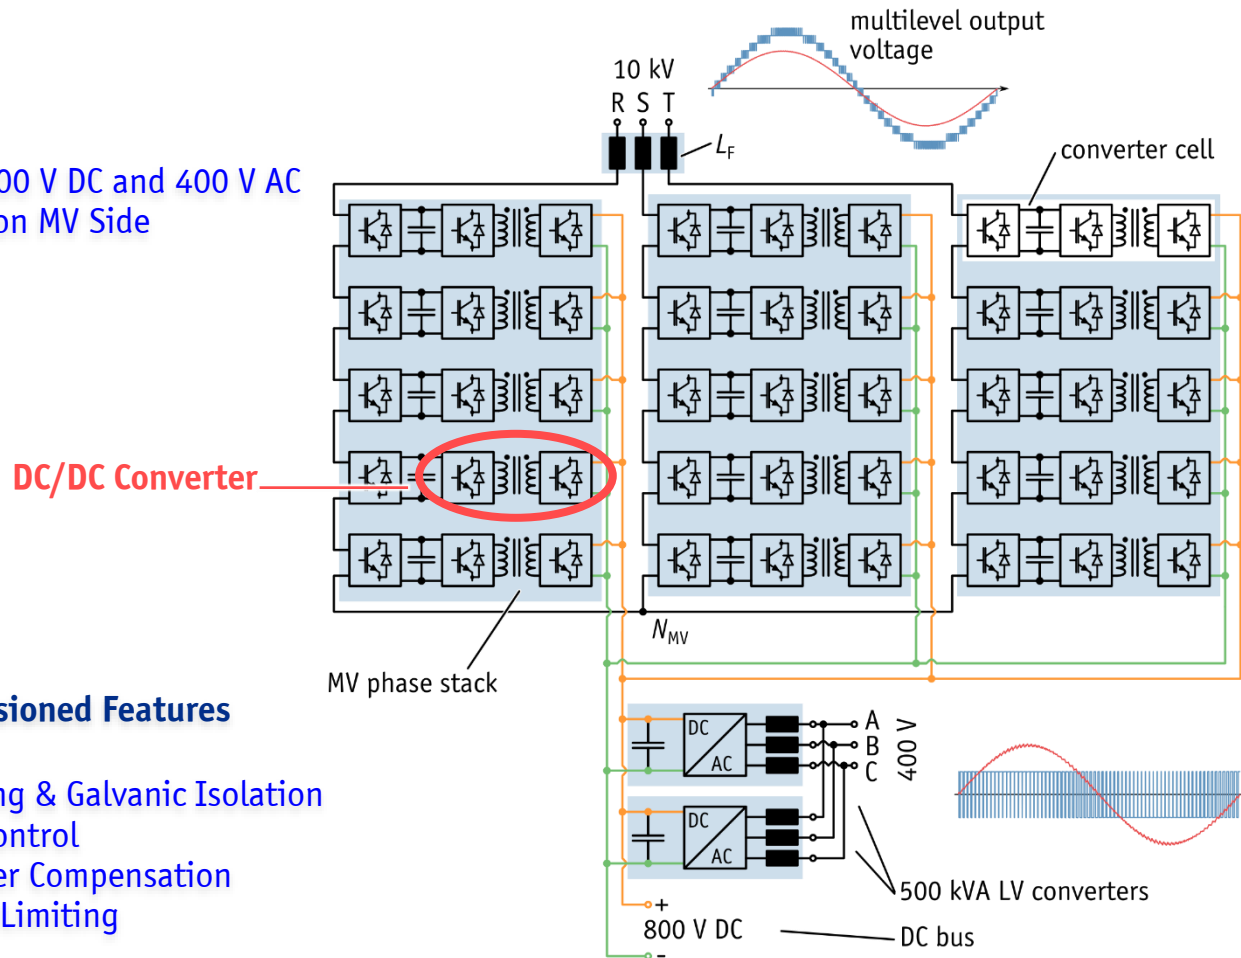 multilevel output
voltage
10 kV
R S T
L_F
converter cell
00 V DC and 400 V AC
on MV Side
DC/DC Converter
N_MV
MV phase stack
sioned Features
ng & Galvanic Isolation
ontrol
er Compensation
Limiting
DC
AC
A
B
C
400 V
DC
AC
500 kVA LV converters
+
800 V DC
-
DC bus